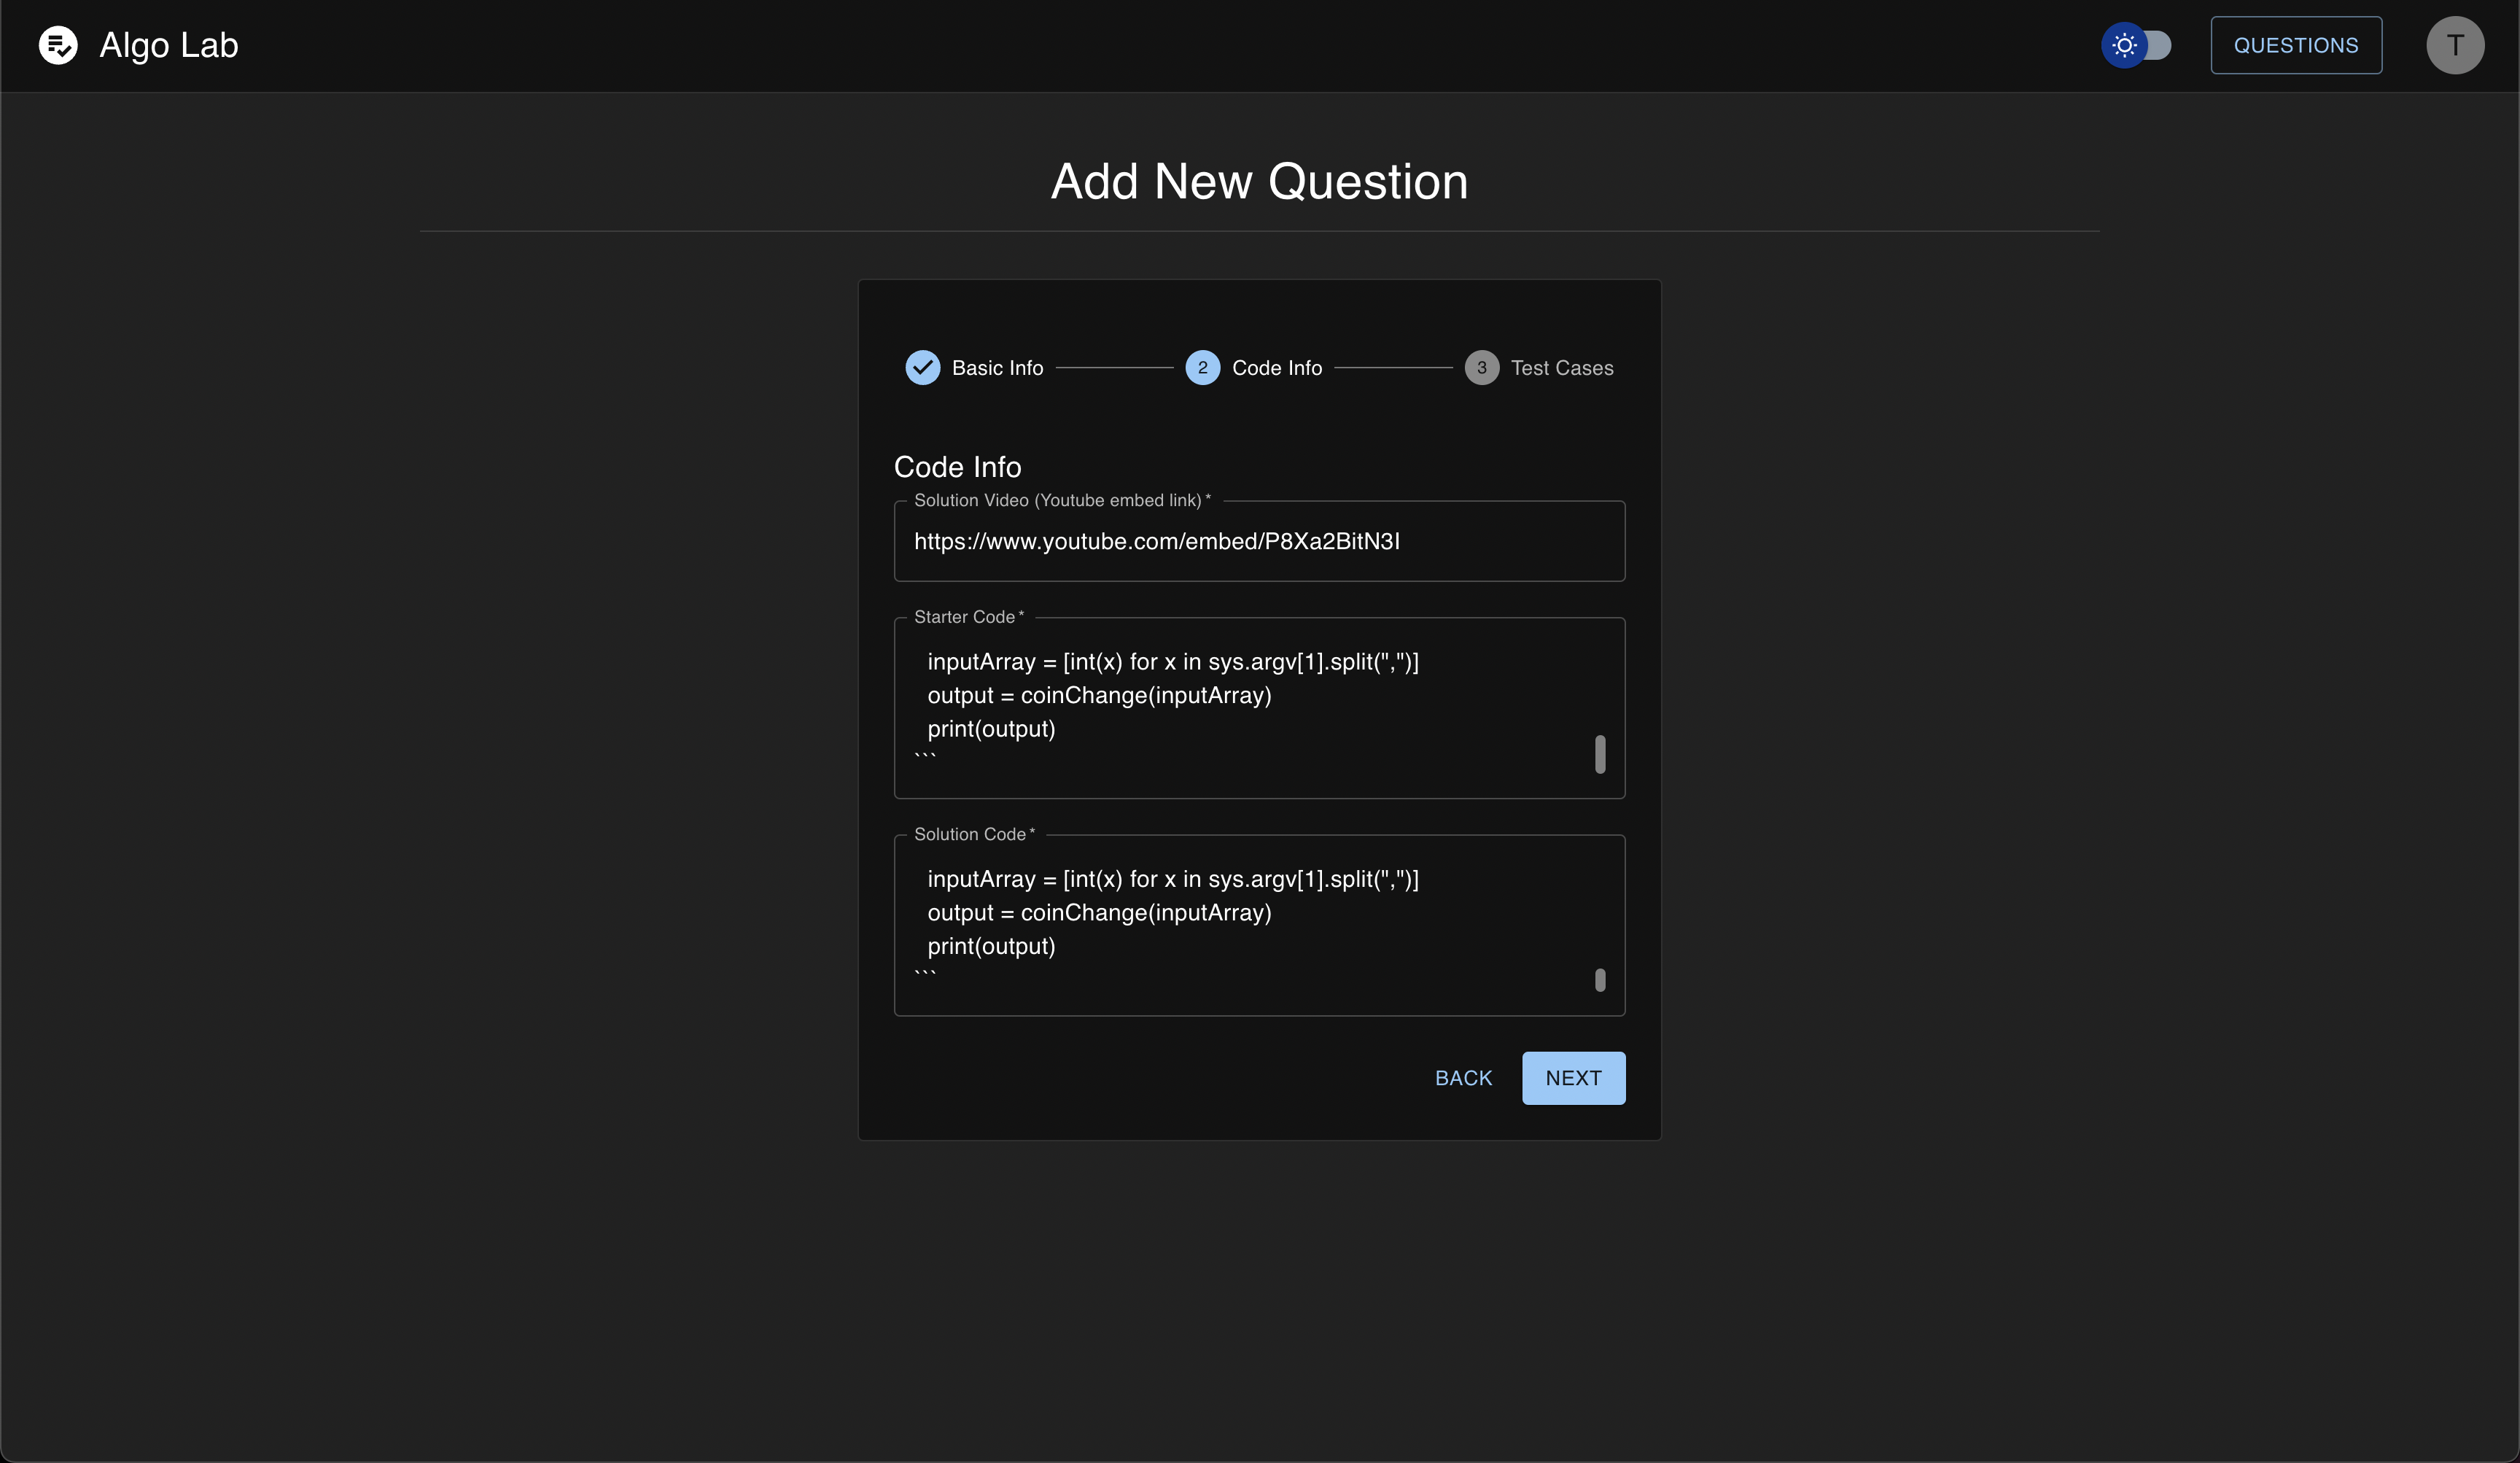 Algo Lab
QUESTIONS
T
Add New Question
Basic Info
2
Code Info
3
Test Cases
Code Info
Solution Video (Youtube embed link) *
https://www.youtube.com/embed/P8Xa2BitN3I
Starter Code *
inputArray = [int(x) for x in sys.argv[1].split(",")]
output = coinChange(inputArray)
print(output)
```
Solution Code *
inputArray = [int(x) for x in sys.argv[1].split(",")]
output = coinChange(inputArray)
print(output)
```
BACK
NEXT